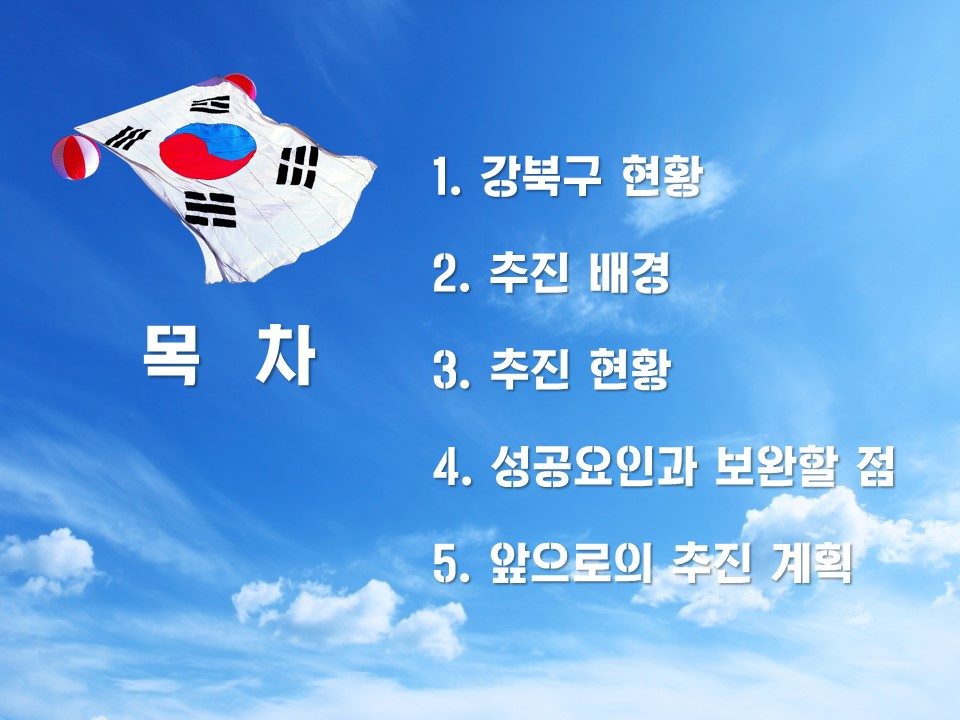 목 차
1. 강북구 현황
2. 추진 배경
3. 추진 현황
4. 성공요인과 보완할 점
5. 앞으로의 추진 계획